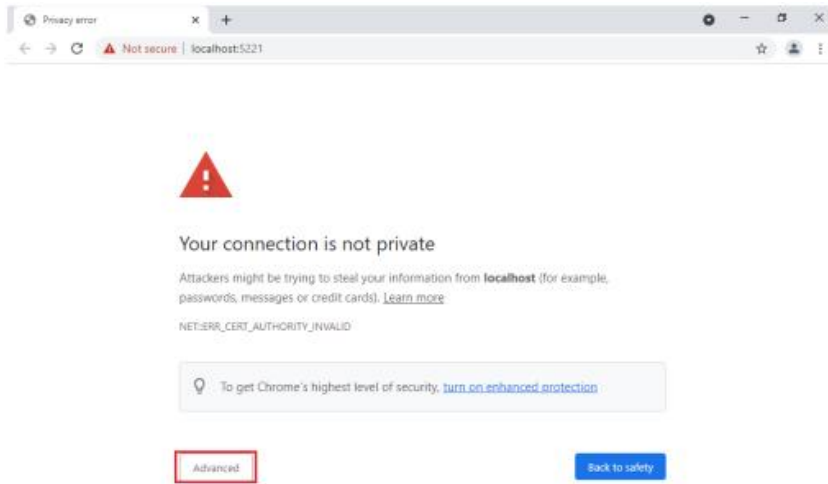 Privacy error
Not secure | localhost:5221
Your connection is not private
Attackers might be trying to steal your information from localhost (for example,
passwords, messages or credit cards). Learn more
NET::ERR_CERT_AUTHORITY_INVALID
To get Chrome's highest level of security, turn on enhanced protection
Advanced
Back to safety